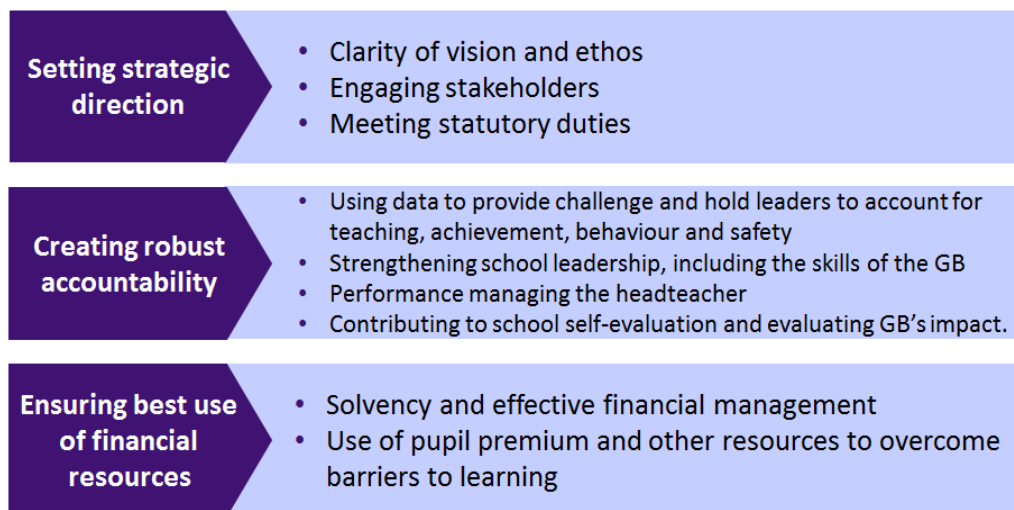 Setting strategic
direction
• Clarity of vision and ethos
• Engaging stakeholders
• Meeting statutory duties
Creating robust
accountability
• Using data to provide challenge and hold leaders to account for
teaching, achievement, behaviour and safety
• Strengthening school leadership, including the skills of the GB
• Performance managing the headteacher
• Contributing to school self-evaluation and evaluating GB's impact.
Ensuring best use
of financial
resources
• Solvency and effective financial management
• Use of pupil premium and other resources to overcome
barriers to learning